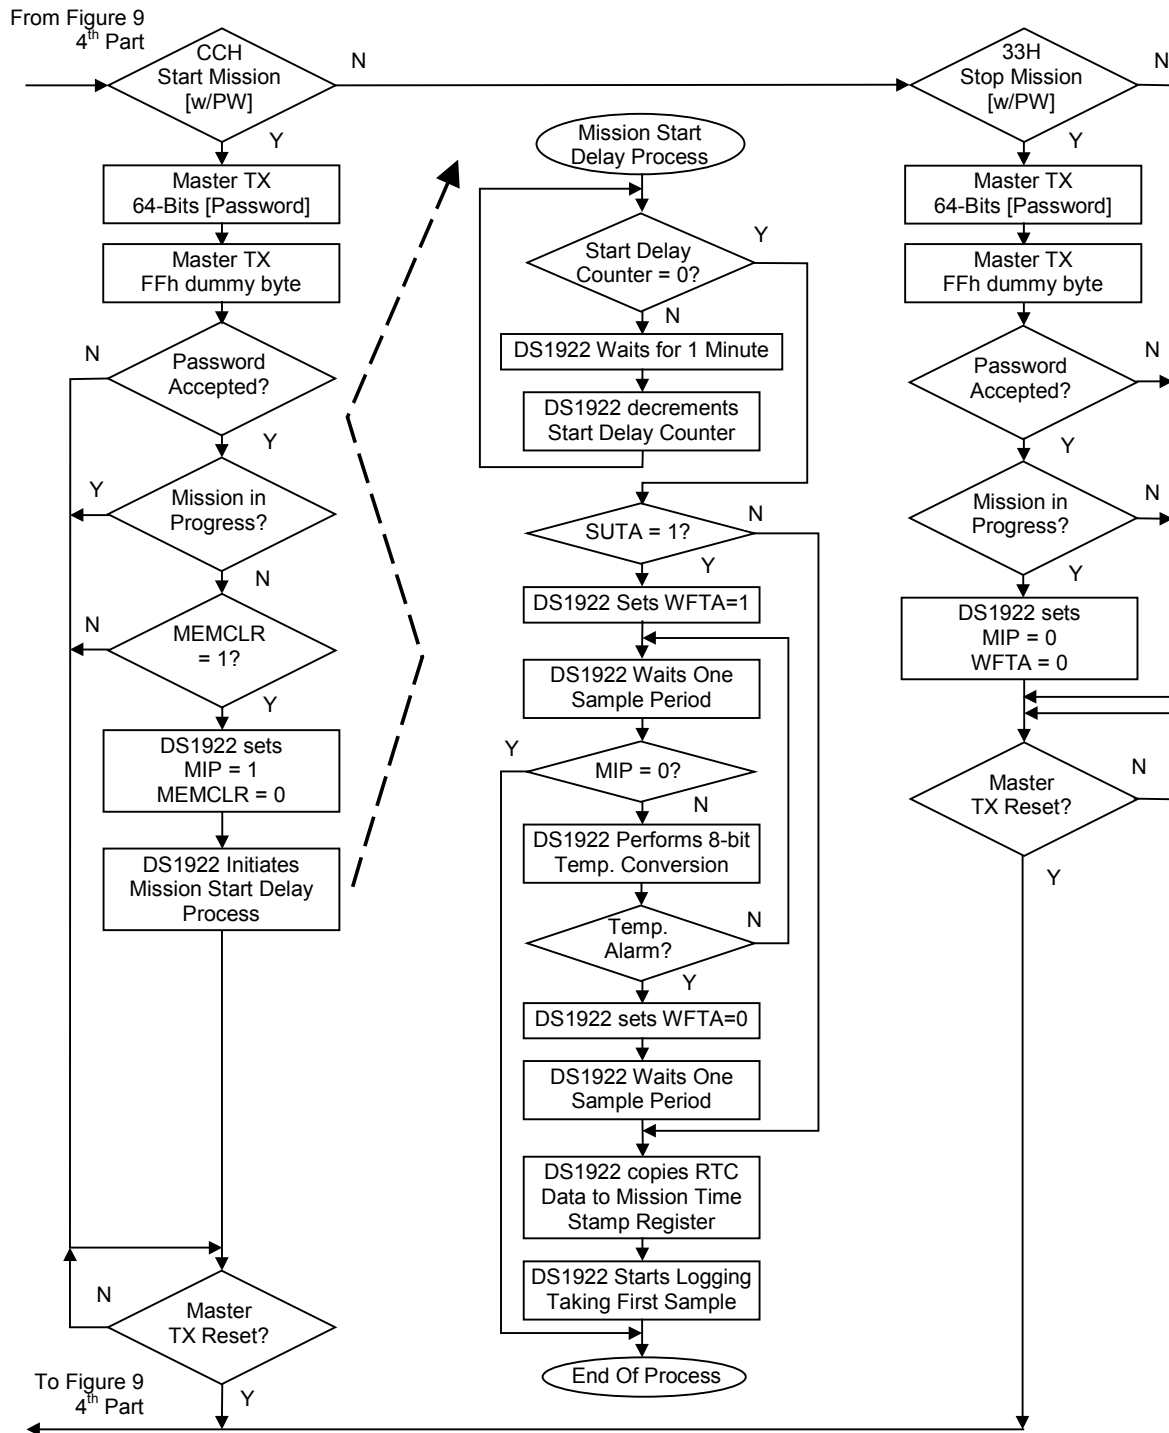 From Figure 9
4th Part
CCH
Start Mission
[w/PW]
N
Y
Master TX
64-Bits [Password]
Master TX
FFh dummy byte
N
Password
Accepted?
Y
Y
Mission in
Progress?
N
N
MEMCLR
= 1?
Y
DS1922 sets
MIP = 1
MEMCLR = 0
DS1922 Initiates
Mission Start Delay
Process
N
Master
TX Reset?
Y
To Figure 9
4th Part
Mission Start
Delay Process
Start Delay
Counter = 0?
Y
N
DS1922 Waits for 1 Minute
DS1922 decrements
Start Delay Counter
SUTA = 1?
N
Y
DS1922 Sets WFTA=1
DS1922 Waits One
Sample Period
Y
MIP = 0?
N
DS1922 Performs 8-bit
Temp. Conversion
Temp.
Alarm?
N
Y
DS1922 sets WFTA=0
DS1922 Waits One
Sample Period
DS1922 copies RTC
Data to Mission Time
Stamp Register
DS1922 Starts Logging
Taking First Sample
End Of Process
33H
Stop Mission
[w/PW]
N
Y
Master TX
64-Bits [Password]
Master TX
FFh dummy byte
Password
Accepted?
N
Y
Mission in
Progress?
N
Y
DS1922 sets
MIP = 0
WFTA = 0
Master
TX Reset?
N
Y